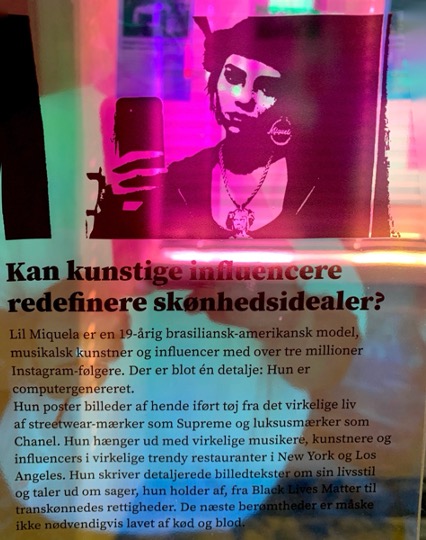 Kan kunstige influencere
redefinere skønhedsidealer?
Lil Miquela er en 19-årig brasiliansk-amerikansk model,
musikalsk kunstner og influencer med over tre millioner
Instagram-følgere. Der er blot én detalje: Hun er
computergenereret.
Hun poster billeder af hende iført tøj fra det virkelige liv
af streetwear-mærker som Supreme og luksusmærker som
Chanel. Hun hænger ud med virkelige musikere, kunstnere og
influencers i virkelige trendy restauranter i New York og Los
Angeles. Hun skriver detaljerede billedtekster om sin livsstil
og taler ud om sager, hun holder af, fra Black Lives Matter til
transkønnedes rettigheder. De næste berømtheder er måske
ikke nødvendigvis lavet af kød og blod.